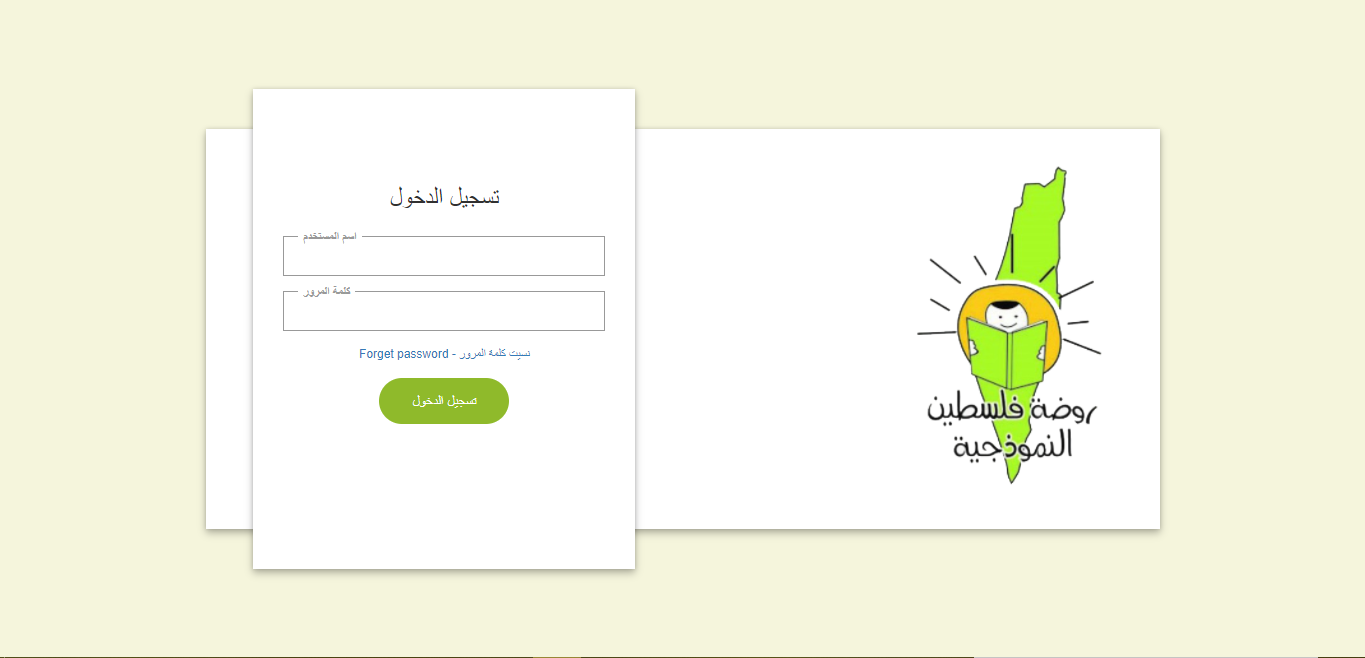 تسجيل الدخول
اسم المستخدم
كلمة المرور
نسيت كلمة المرور - Forget password
تسجيل الدخول
روضة فلسطين
النموذجية